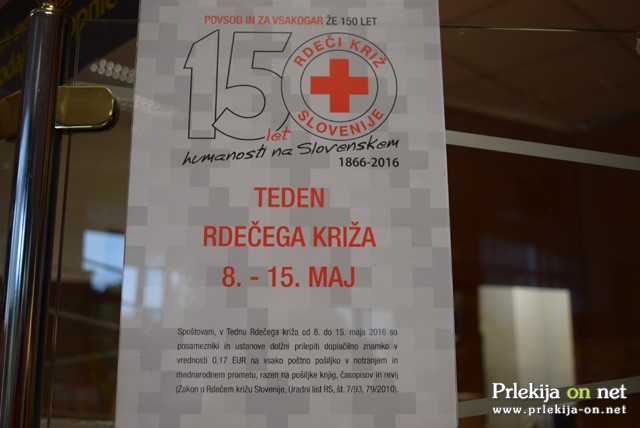 POVSOD IN ZA VSAKOGAR ŽE 150 LET
150
let
RDEČI KRIŽ
SLOVENIJE
humanosti na Slovenskem
1866-2016
TEDEN
RDEČEGA KRIŽA
8. - 15. MAJ
Spoštovani, v Tednu Rdečega križa od 8. do 15. maja 2016 so
posamezniki in ustanove dolžni prilepiti doplačilno znamko v
vrednosti 0,17 EUR na vsako poštno pošiljko v notranjem in
mednarodnem prometu, razen na pošiljke knjig, časopisov in revij
(Zakon o Rdečem križu Slovenije, Uradni list RS, št. 7/93, 79/2010).
Prlekija on net
www.prlekija-on.net